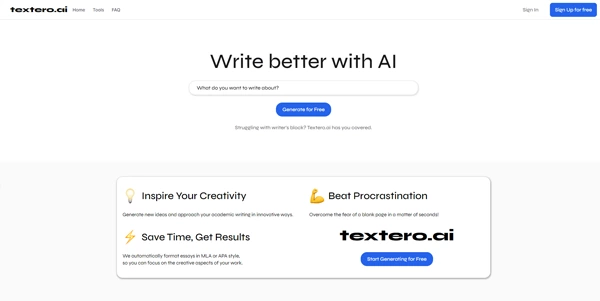 textero.ai Home Tools FAQ Sign In Sign Up for free
Write better with AI
What do you want to write about?
Generate for Free
Struggling with writer's block? Textero.ai has you covered.
Inspire Your Creativity
Generate new ideas and approach your academic writing in innovative ways.
Beat Procrastination
Overcome the fear of a blank page in a matter of seconds!
Save Time, Get Results
We automatically format essays in MLA or APA style,
so you can focus on the creative aspects of your work.
textero.ai
Start Generating for Free